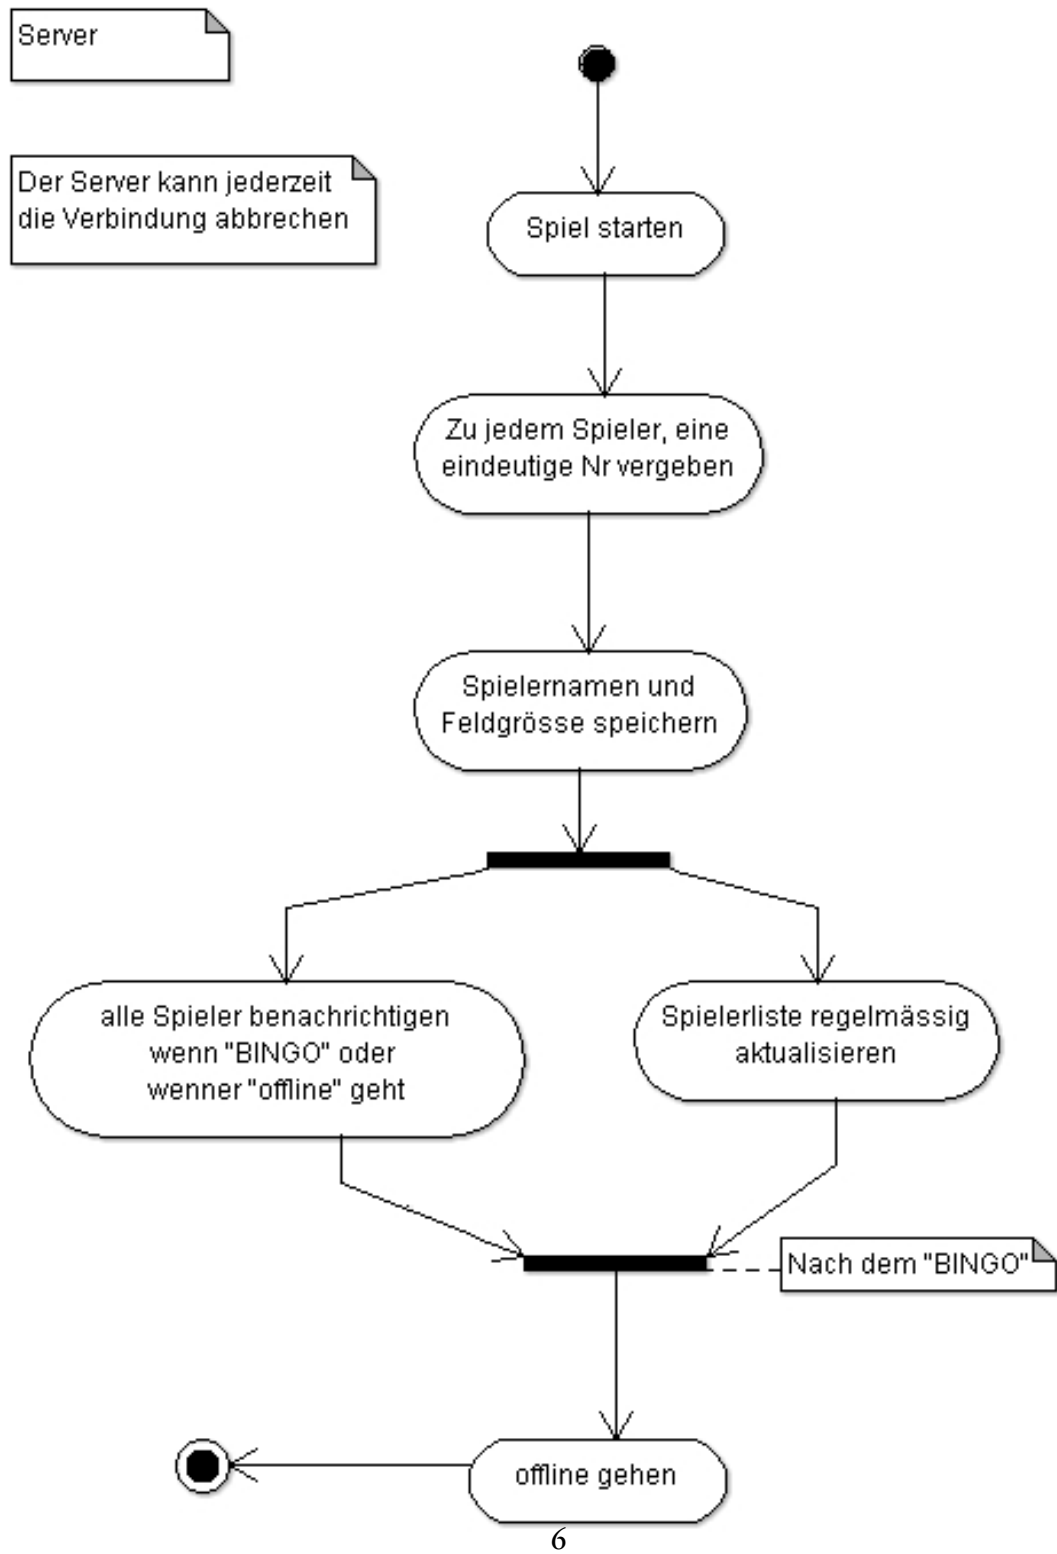 Server
Der Server kann jederzeit
die Verbindung abbrechen
Spiel starten
Zu jedem Spieler, eine
eindeutige Nr vergeben
Spielernamen und
Feldgrösse speichern
alle Spieler benachrichtigen
wenn "BINGO" oder
wenner "offline" geht
Spielerliste regelmässig
aktualisieren
Nach dem "BINGO"
offline gehen
6